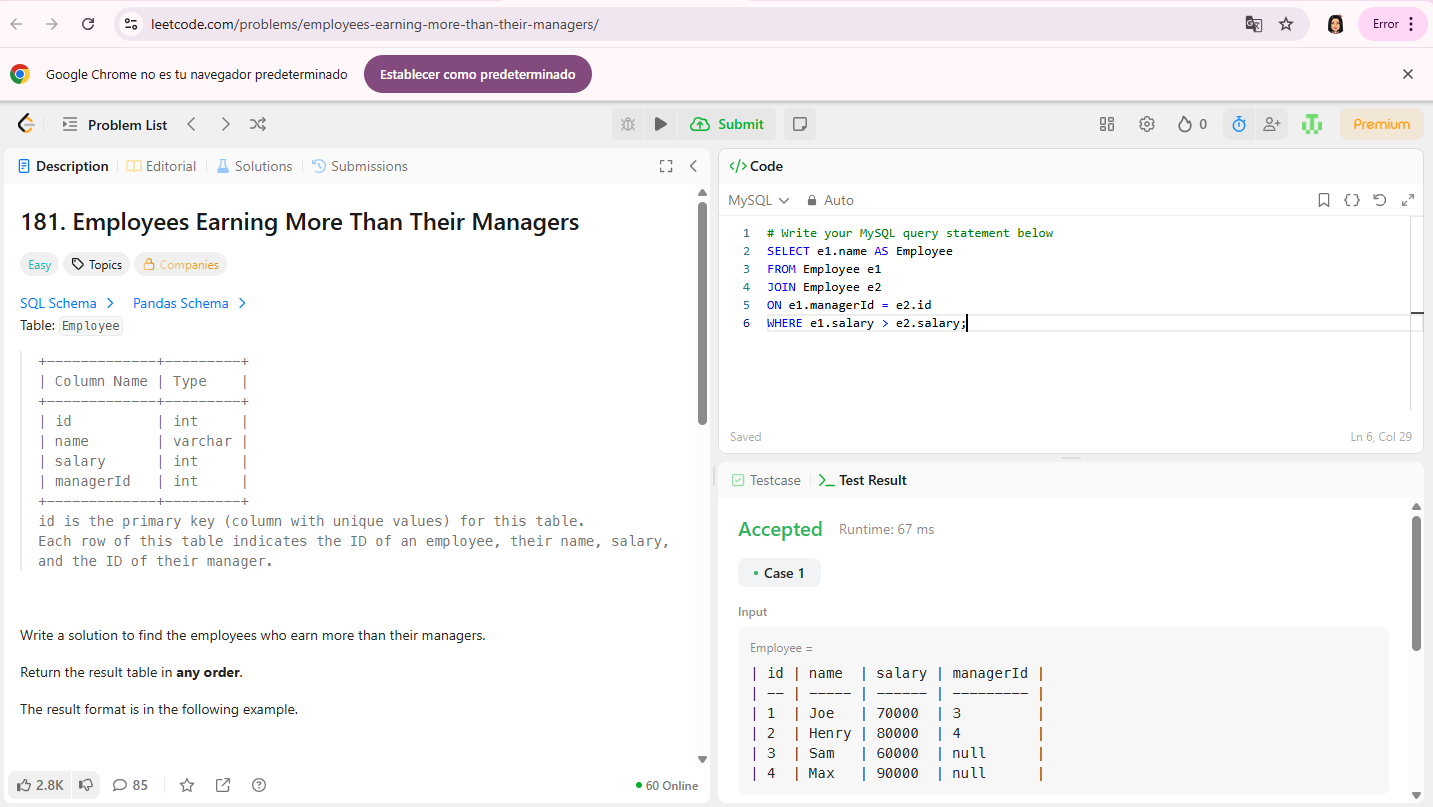 leetcode.com/problems/employees-earning-more-than-their-managers/
Error
Google Chrome no es tu navegador predeterminado
Establecer como predeterminado
Problem List
Submit
0
Premium
Description
Editorial
Solutions
Submissions
181. Employees Earning More Than Their Managers
Easy
Topics
Companies
SQL Schema
Pandas Schema
Table: Employee
+-------------+---------+
| Column Name | Type    |
+-------------+---------+
| id          | int     |
| name        | varchar |
| salary      | int     |
| managerId   | int     |
+-------------+---------+
id is the primary key (column with unique values) for this table.
Each row of this table indicates the ID of an employee, their name, salary,
and the ID of their manager.
Write a solution to find the employees who earn more than their managers.
Return the result table in any order.
The result format is in the following example.
2.8K
85
60 Online
</> Code
MySQL
Auto
1 # Write your MySQL query statement below
2 SELECT e1.name AS Employee
3 FROM Employee e1
4 JOIN Employee e2
5 ON e1.managerId = e2.id
6 WHERE e1.salary > e2.salary;
Saved
Ln 6, Col 29
Testcase
>_ Test Result
Accepted
Runtime: 67 ms
• Case 1
Input
Employee =
| id | name  | salary | managerId |
| -- | ----- | ------ | --------- |
| 1  | Joe   | 70000  | 3         |
| 2  | Henry | 80000  | 4         |
| 3  | Sam   | 60000  | null      |
| 4  | Max   | 90000  | null      |